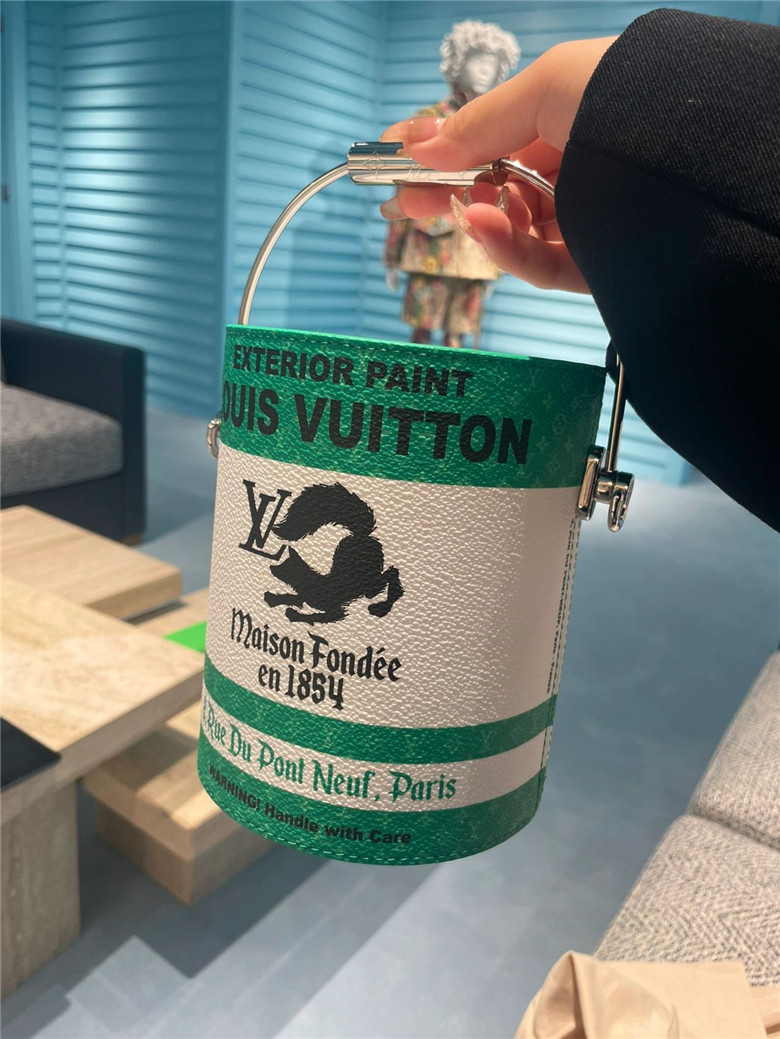 EXTERIOR PAINT
OUIS VUITTON
LV
Maison Fondée
en 1854
Rue Du Pont Neuf, Paris
WARNING! Handle with Care